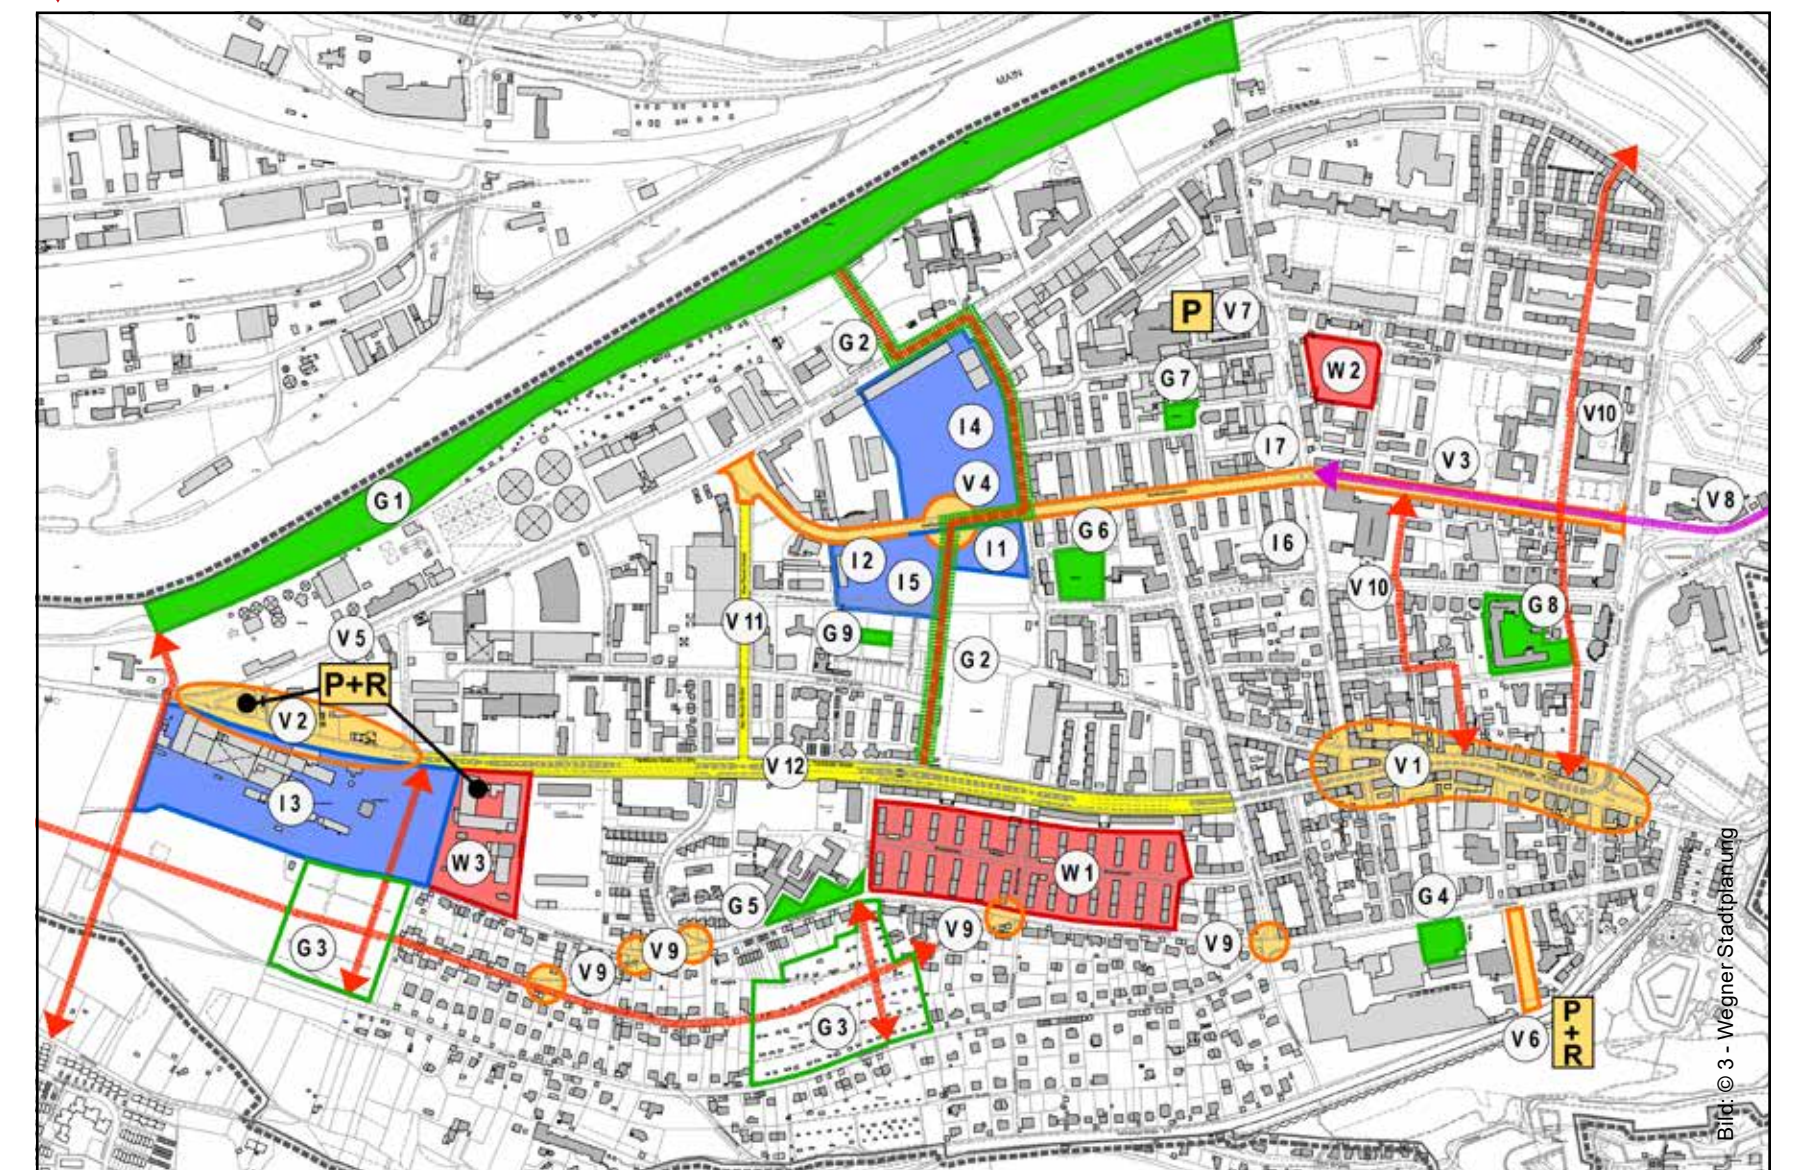 MAIN
G 2
P
V 7
W 2
G 7
I 4
V10
I 7
V 3
V 4
G 1
V 8
G 6
I 2
I 1
I 6
I 5
V 10
G 8
V 11
V 5
G 9
G 2
P+R
V 2
V 12
V 1
I 3
W 3
W 1
G 5
G 4
V 9
V 9
V 9
V 9
G 3
G 3
V 6
P
+
R
Bild: © 3 - Wegner Stadtplanung